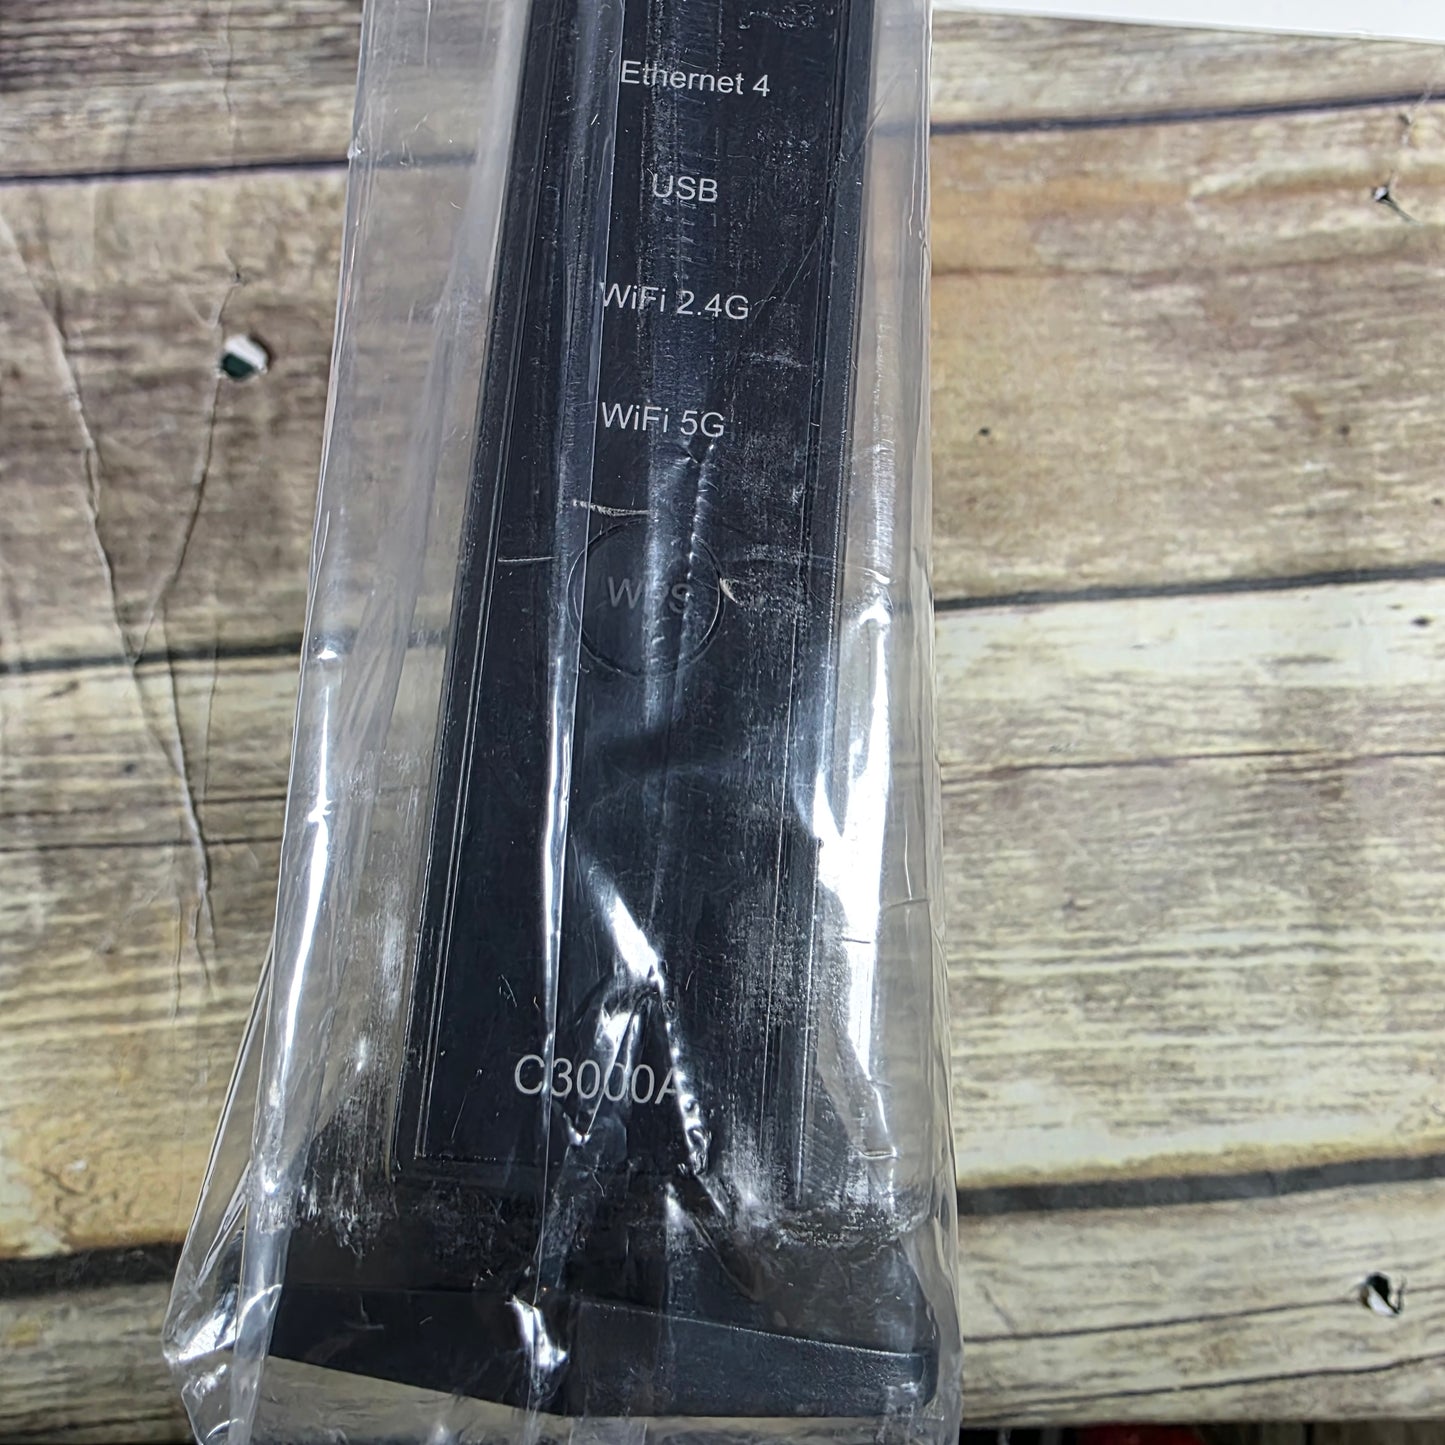 Ethernet 4
USB
WiFi 2.4G
WiFi 5G
WPS
C3000A